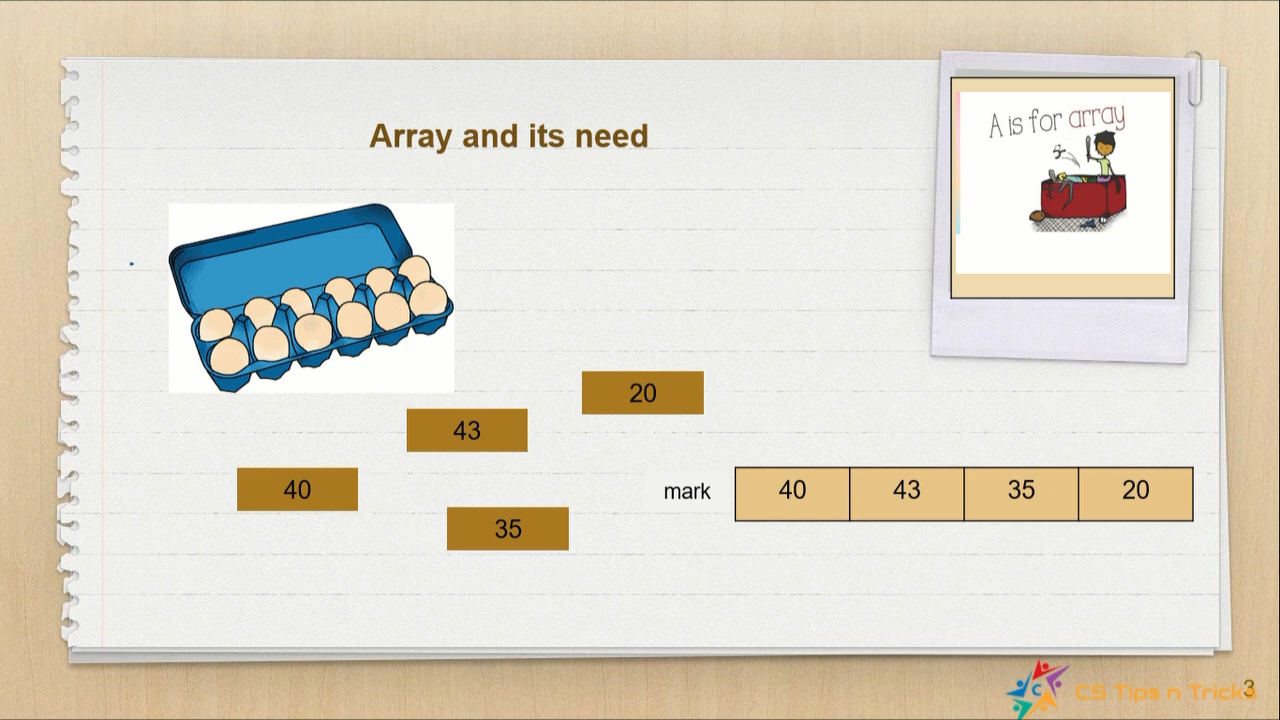 Array and its need
A is for array
20
43
40
35
mark 40 43 35 20
C
CS Tips n Tricks
3